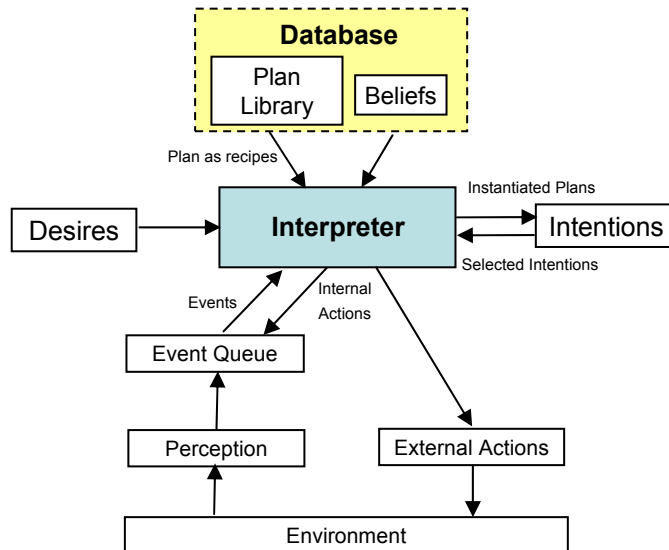 Database
Plan
Library
Beliefs
Plan as recipes
Instantiated Plans
Desires
Interpreter
Intentions
Selected Intentions
Events
Internal
Actions
Event Queue
Perception
External Actions
Environment